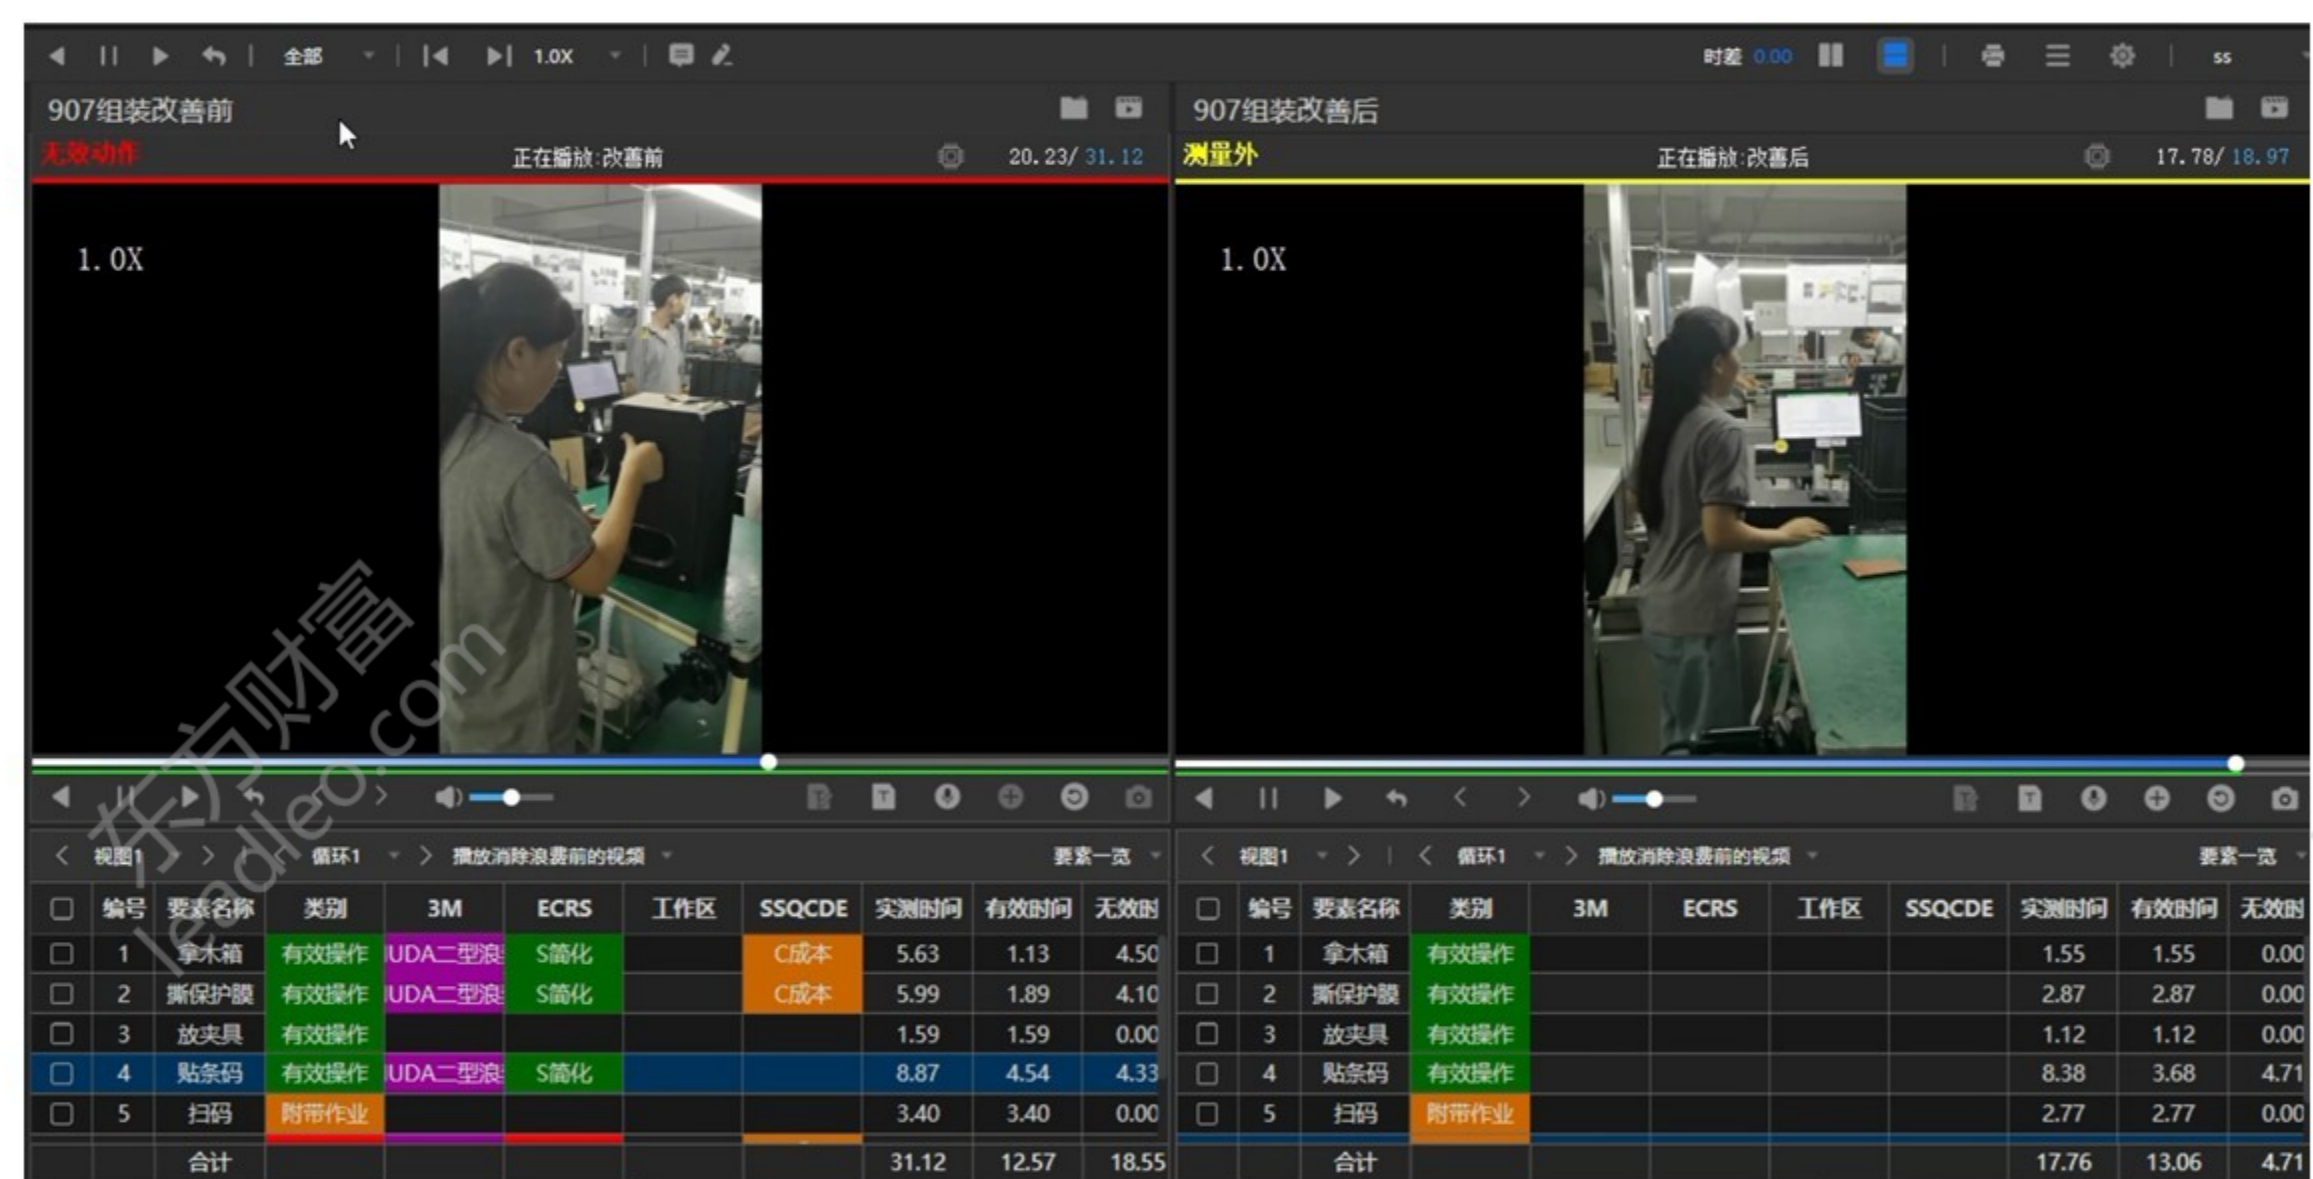 全部 1.0X 时差 0.00 ss
907组装改善前
无效动作 正在播放:改善前 20.23/31.12
1.0X
907组装改善后
测量外 正在播放:改善后 17.78/18.97
1.0X
视图1 循环1 播放消除浪费前的视频 要素一览
编号 要素名称 类别 3M ECRS 工作区 SSQCDE 实测时间 有效时间 无效时
1 拿木箱 有效操作 UDA二型浪 S简化 C成本 5.63 1.13 4.50
2 撕保护膜 有效操作 UDA二型浪 S简化 C成本 5.99 1.89 4.10
3 放夹具 有效操作 1.59 1.59 0.00
4 贴条码 有效操作 UDA二型浪 S简化 8.87 4.54 4.33
5 扫码 附带作业 3.40 3.40 0.00
合计 31.12 12.57 18.55
视图1 循环1 播放消除浪费前的视频 要素一览
编号 要素名称 类别 3M ECRS 工作区 SSQCDE 实测时间 有效时间 无效时
1 拿木箱 有效操作 1.55 1.55 0.00
2 撕保护膜 有效操作 2.87 2.87 0.00
3 放夹具 有效操作 1.12 1.12 0.00
4 贴条码 有效操作 8.38 3.68 4.71
5 扫码 附带作业 2.77 2.77 0.00
合计 17.76 13.06 4.71
东方财富
leadleo.com